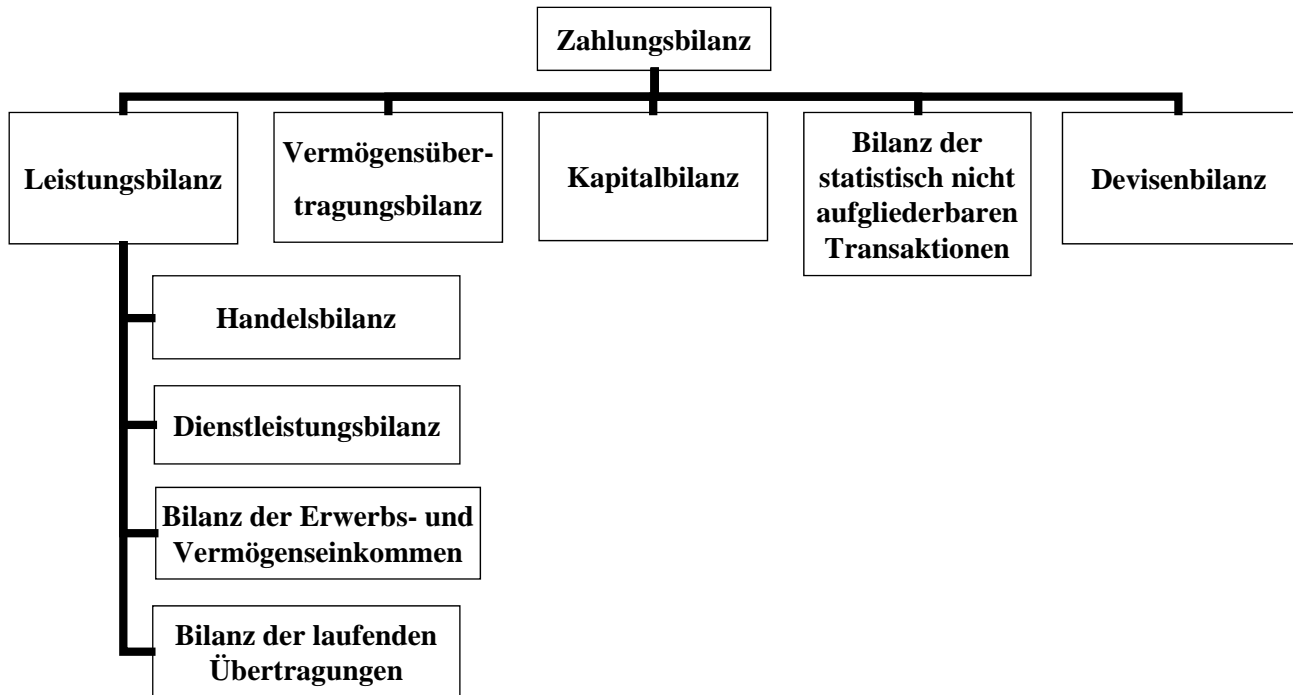 Zahlungsbilanz
Leistungsbilanz
Vermögensüber-
tragungsbilanz
Kapitalbilanz
Bilanz der
statistisch nicht
aufgliederbaren
Transaktionen
Devisenbilanz
Handelsbilanz
Dienstleistungsbilanz
Bilanz der Erwerbs- und
Vermögenseinkommen
Bilanz der laufenden
Übertragungen